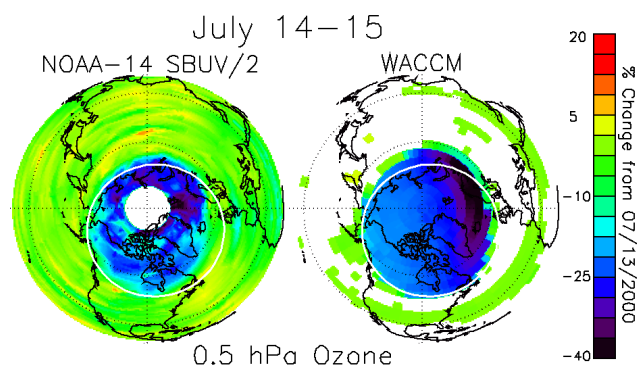 July 14-15
NOAA-14 SBUV/2
WACCM
20
5
-10
-25
-40
% Change from 07/13/2000
0.5 hPa Ozone